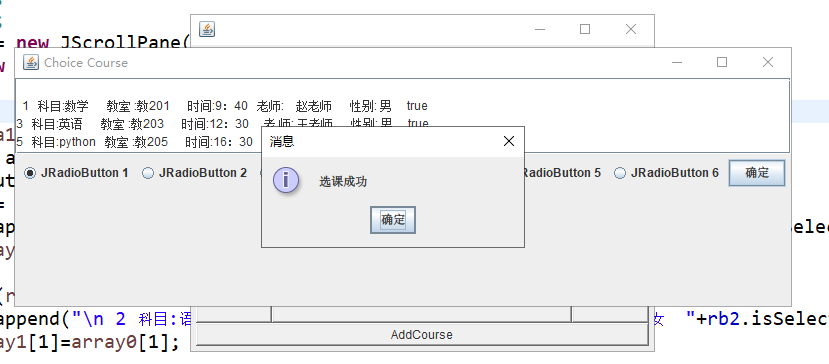 = new JScrollPane(
Choice Course
1 科目:数学 教室 :教201 时间:9：40 老师: 赵老师 性别: 男 true
3 科目:英语 教室 :教203 时间:12：30 老师: 王老师 性别: 男 true
5 科目:python 教室 :教205 时间:16：30
消息
选课成功
确定
JRadioButton 1 JRadioButton 2 JRadioButton 5 JRadioButton 6 确定
append("\n 2 科目:语 女 "+rb2.isSelec
ay1[1]=array0[1];
AddCourse